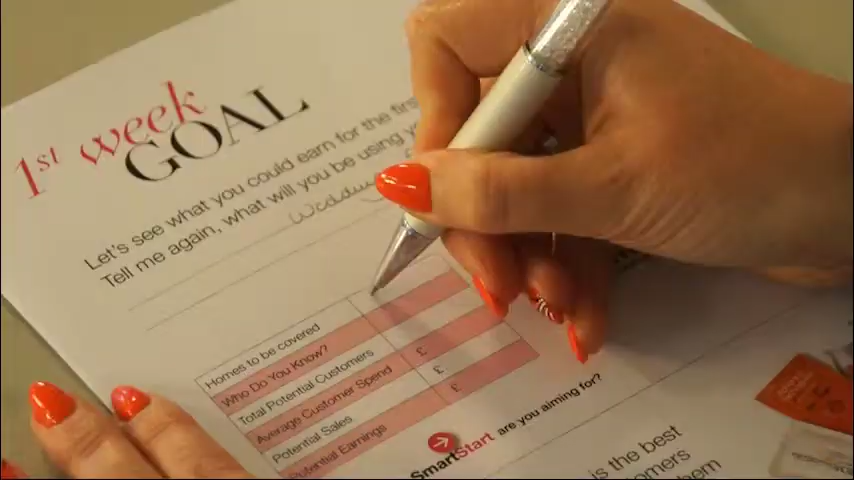 1st week
GOAL
Let's see what you could earn for the first
Tell me again, what will you be using
Wedding
Homes to be covered
Who Do You Know?
Total Potential Customers
Average Customer Spend £
Potential Sales £
Potential Earnings £
SmartStart are you aiming for?
is the best